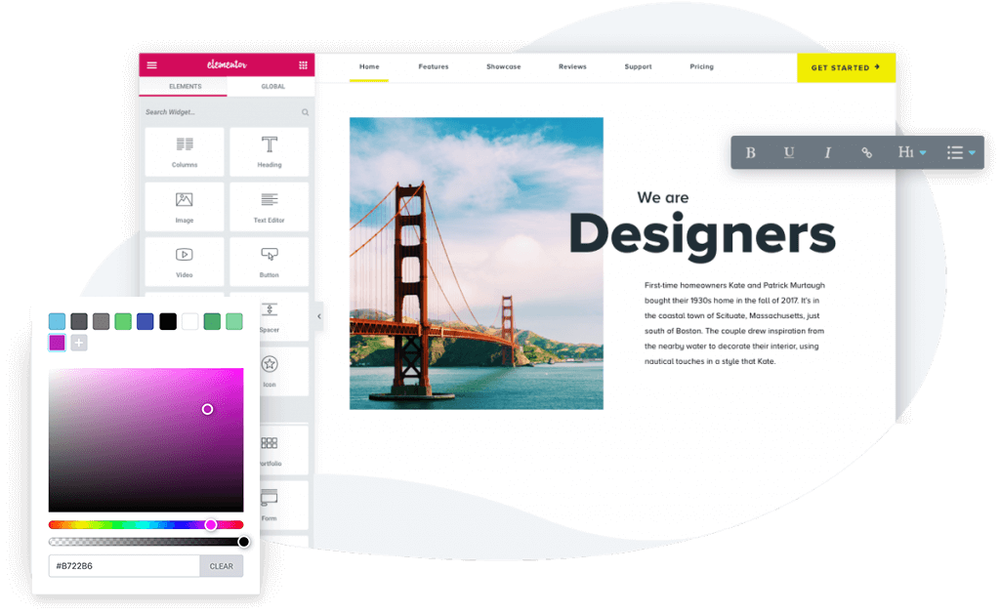 elementor
Home
Features
Showcase
Reviews
Support
Pricing
GET STARTED
ELEMENTS
GLOBAL
Search Widget...
Columns
Heading
Image
Text Editor
Video
Button
Spacer
Icon
Form
B U I H1
We are
Designers
First-time homeowners Kate and Patrick Murtaugh
bought their 1930s home in the fall of 2017. It's in
the coastal town of Scituate, Massachusetts, just
south of Boston. The couple drew inspiration from
the nearby water to decorate their interior, using
nautical touches in a style that Kate.
#B722B6
CLEAR